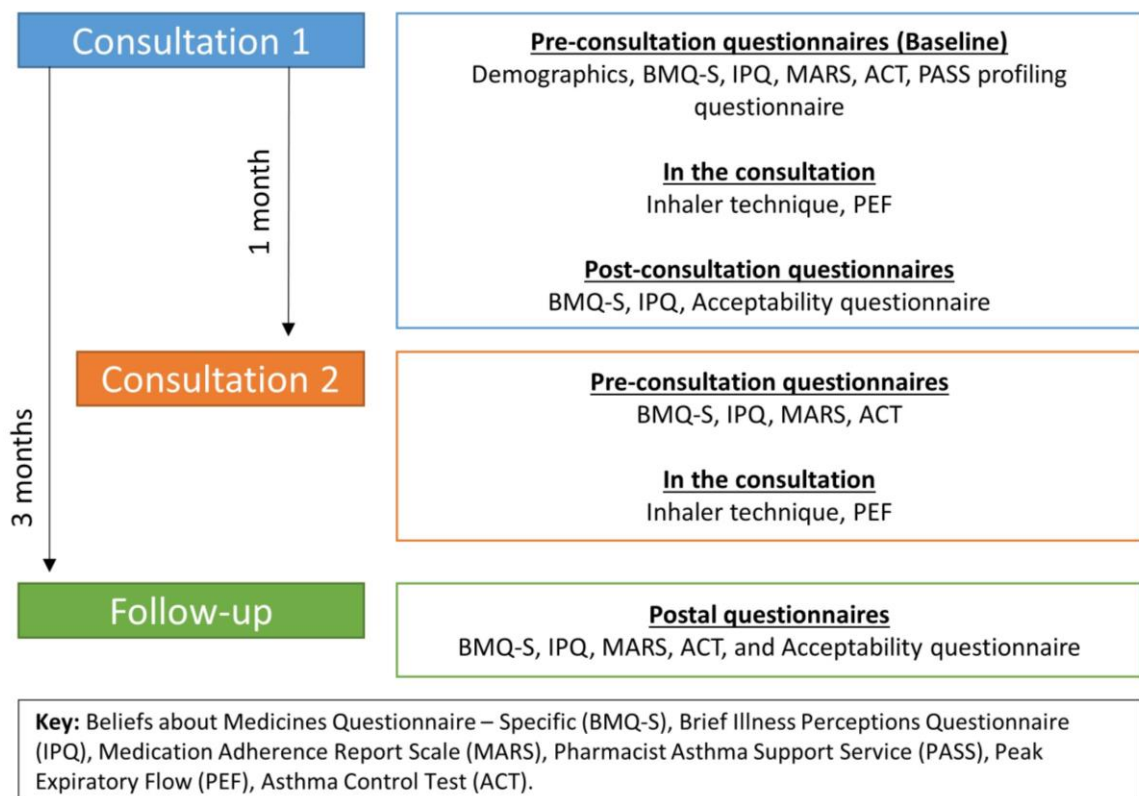 Consultation 1
Pre-consultation questionnaires (Baseline)
Demographics, BMQ-S, IPQ, MARS, ACT, PASS profiling
questionnaire
In the consultation
Inhaler technique, PEF
Post-consultation questionnaires
BMQ-S, IPQ, Acceptability questionnaire
1 month
3 months
Consultation 2
Pre-consultation questionnaires
BMQ-S, IPQ, MARS, ACT
In the consultation
Inhaler technique, PEF
Follow-up
Postal questionnaires
BMQ-S, IPQ, MARS, ACT, and Acceptability questionnaire
Key: Beliefs about Medicines Questionnaire – Specific (BMQ-S), Brief Illness Perceptions Questionnaire
(IPQ), Medication Adherence Report Scale (MARS), Pharmacist Asthma Support Service (PASS), Peak
Expiratory Flow (PEF), Asthma Control Test (ACT).